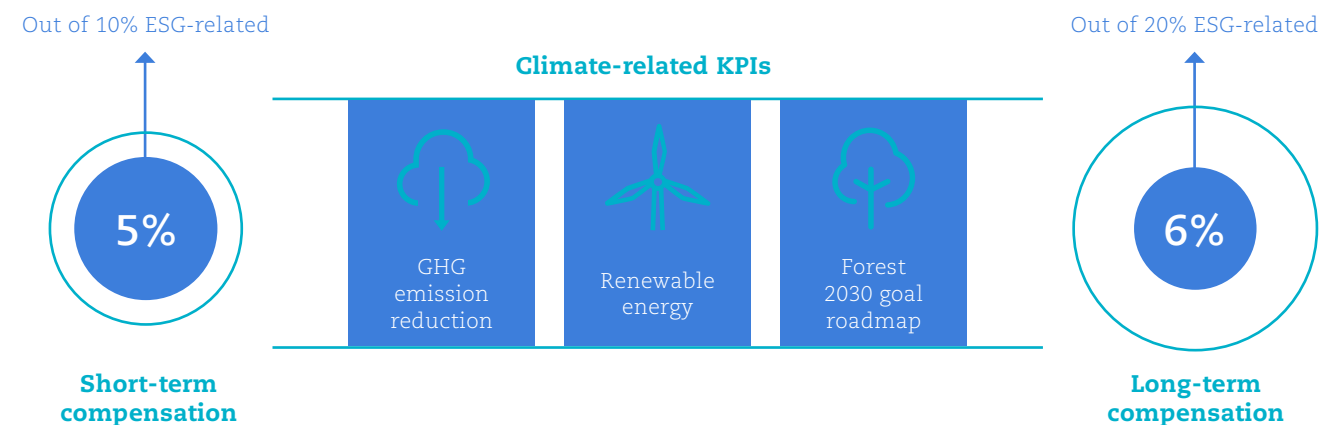 Out of 10% ESG-related
5%
Short-term
compensation
Climate-related KPIs
GHG
emission
reduction
Renewable
energy
Forest
2030 goal
roadmap
Out of 20% ESG-related
6%
Long-term
compensation